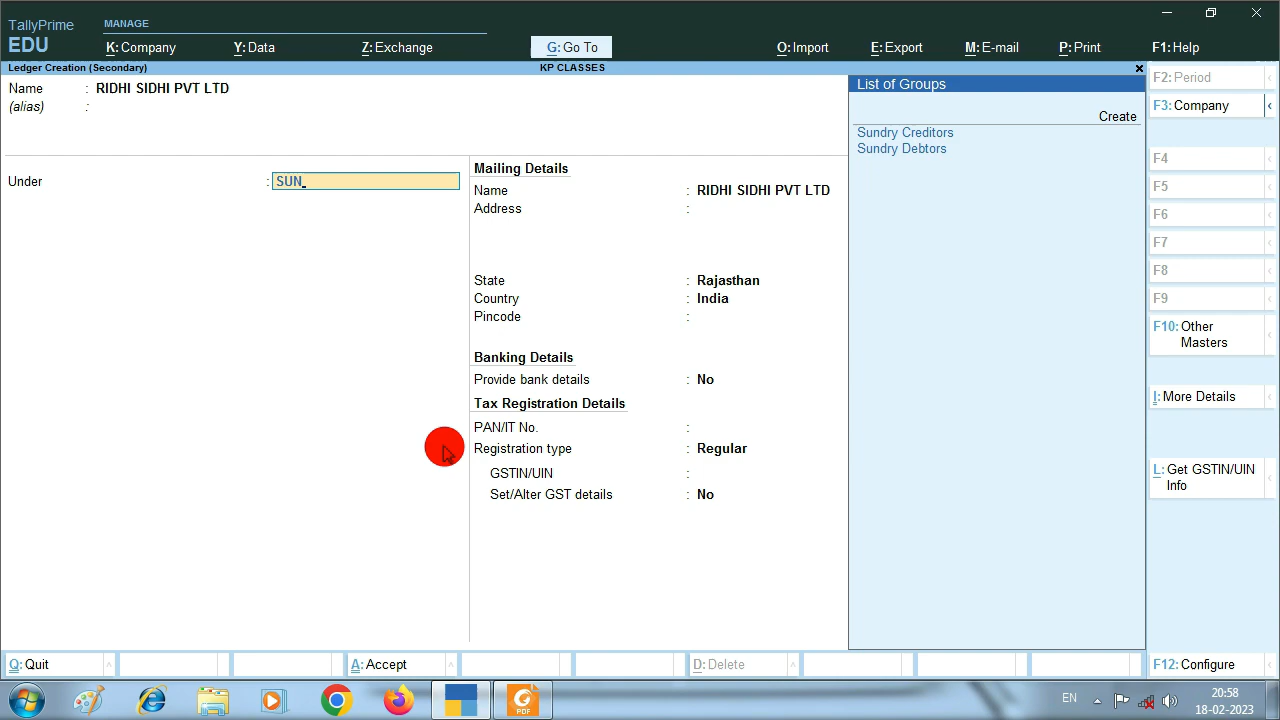 TallyPrime
EDU
MANAGE
K: Company
Y: Data
Z: Exchange
G: Go To
O: Import
E: Export
M: E-mail
P: Print
F1: Help
Ledger Creation (Secondary)
KP CLASSES
Name : RIDHI SIDHI PVT LTD
(alias) :
Under : SUN
Mailing Details
Name : RIDHI SIDHI PVT LTD
Address :
State : Rajasthan
Country : India
Pincode :
Banking Details
Provide bank details : No
Tax Registration Details
PAN/IT No. :
Registration type : Regular
GSTIN/UIN :
Set/Alter GST details : No
List of Groups
Create
Sundry Creditors
Sundry Debtors
F2: Period
F3: Company
F4
F5
F6
F7
F8
F9
F10: Other
Masters
I: More Details
L: Get GSTIN/UIN
Info
Q: Quit
A: Accept
D: Delete
F12: Configure
PDF
EN
20:58
18-02-2023